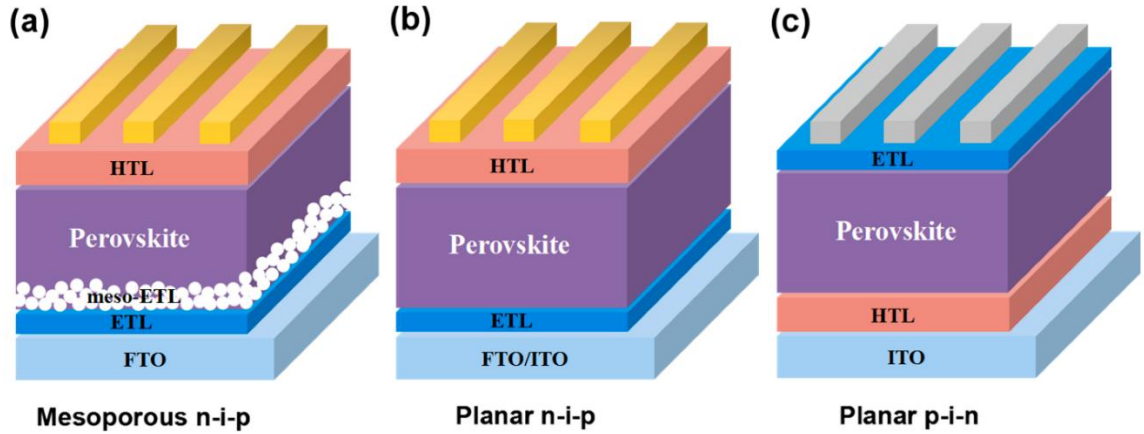 (a)
HTL
Perovskite
meso-ETL
ETL
FTO
Mesoporous n-i-p
(b)
HTL
Perovskite
ETL
FTO/ITO
Planar n-i-p
(c)
ETL
Perovskite
HTL
ITO
Planar p-i-n